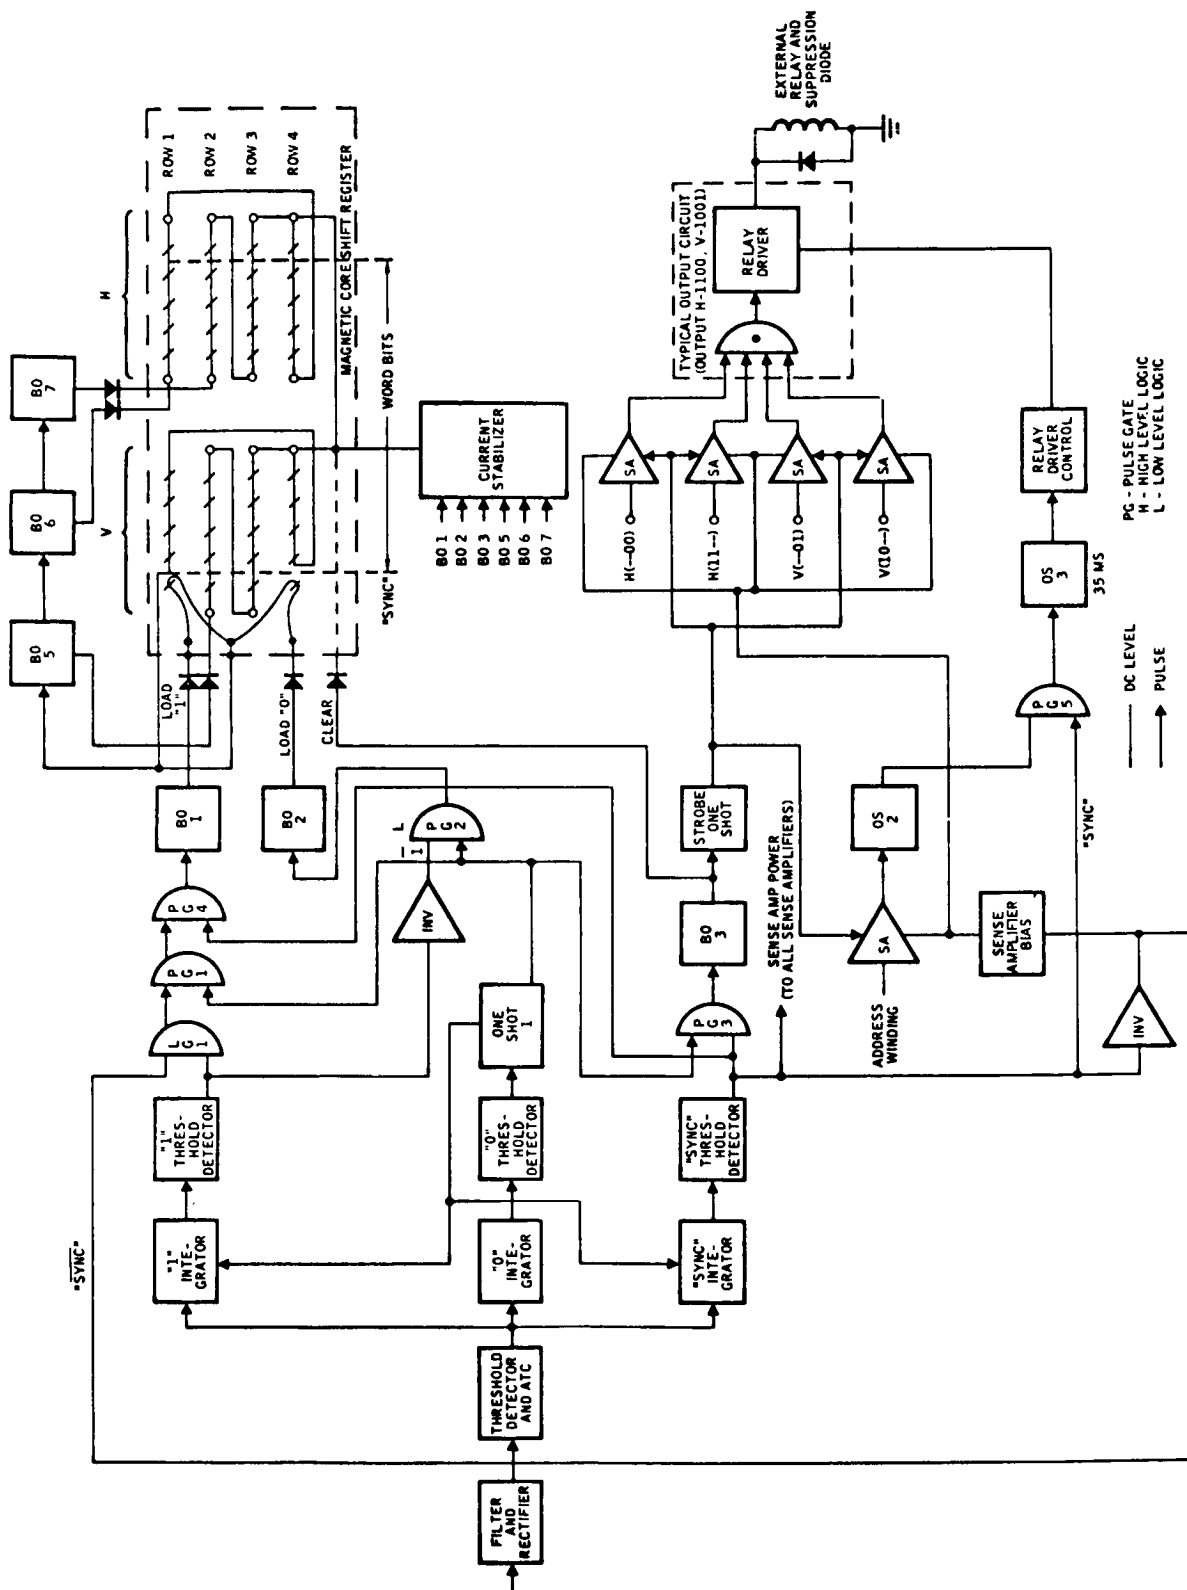 "SYNC"
FILTER
AND
RECTIFIER
THRESHOLD
DETECTOR
AND ATC
"1"
INTE-
GRATOR
"0"
INTE-
GRATOR
"SYNC"
INTE-
GRATOR
"1"
THRES-
HOLD
DETECTOR
"0"
THRES-
HOLD
DETECTOR
"SYNC"
THRES-
HOLD
DETECTOR
L
G
1
P
G
1
P
G
4
ONE
SHOT
1
INV
1 L
P
G
2
P
G
3
BO
1
BO
2
BO
3
STROBE
ONE
SHOT
SENSE AMP POWER
(TO ALL SENSE AMPLIFIERS)
ADDRESS
WINDING
SA
SENSE
AMPLIFIER
BIAS
INV
OS
2
"SYNC"
P
G
5
OS
3
35 MS
RELAY
DRIVER
CONTROL
LOAD
"1"
LOAD "0"
CLEAR
BO
5
BO
6
BO
7
V
H
ROW 1
ROW 2
ROW 3
ROW 4
MAGNETIC CORE SHIFT REGISTER
"SYNC"
WORD BITS
CURRENT
STABILIZER
BO 1
BO 2
BO 3
BO 5
BO 6
BO 7
H(--00)
H(11--)
V(--01)
V(10--)
SA
SA
SA
SA
TYPICAL OUTPUT CIRCUIT
(OUTPUT H-1100, V-1001)
RELAY
DRIVER
EXTERNAL
RELAY AND
SUPPRESSION
DIODE
DC LEVEL
PULSE
PG - PULSE GATE
H - HIGH LEVEL LOGIC
L - LOW LEVEL LOGIC